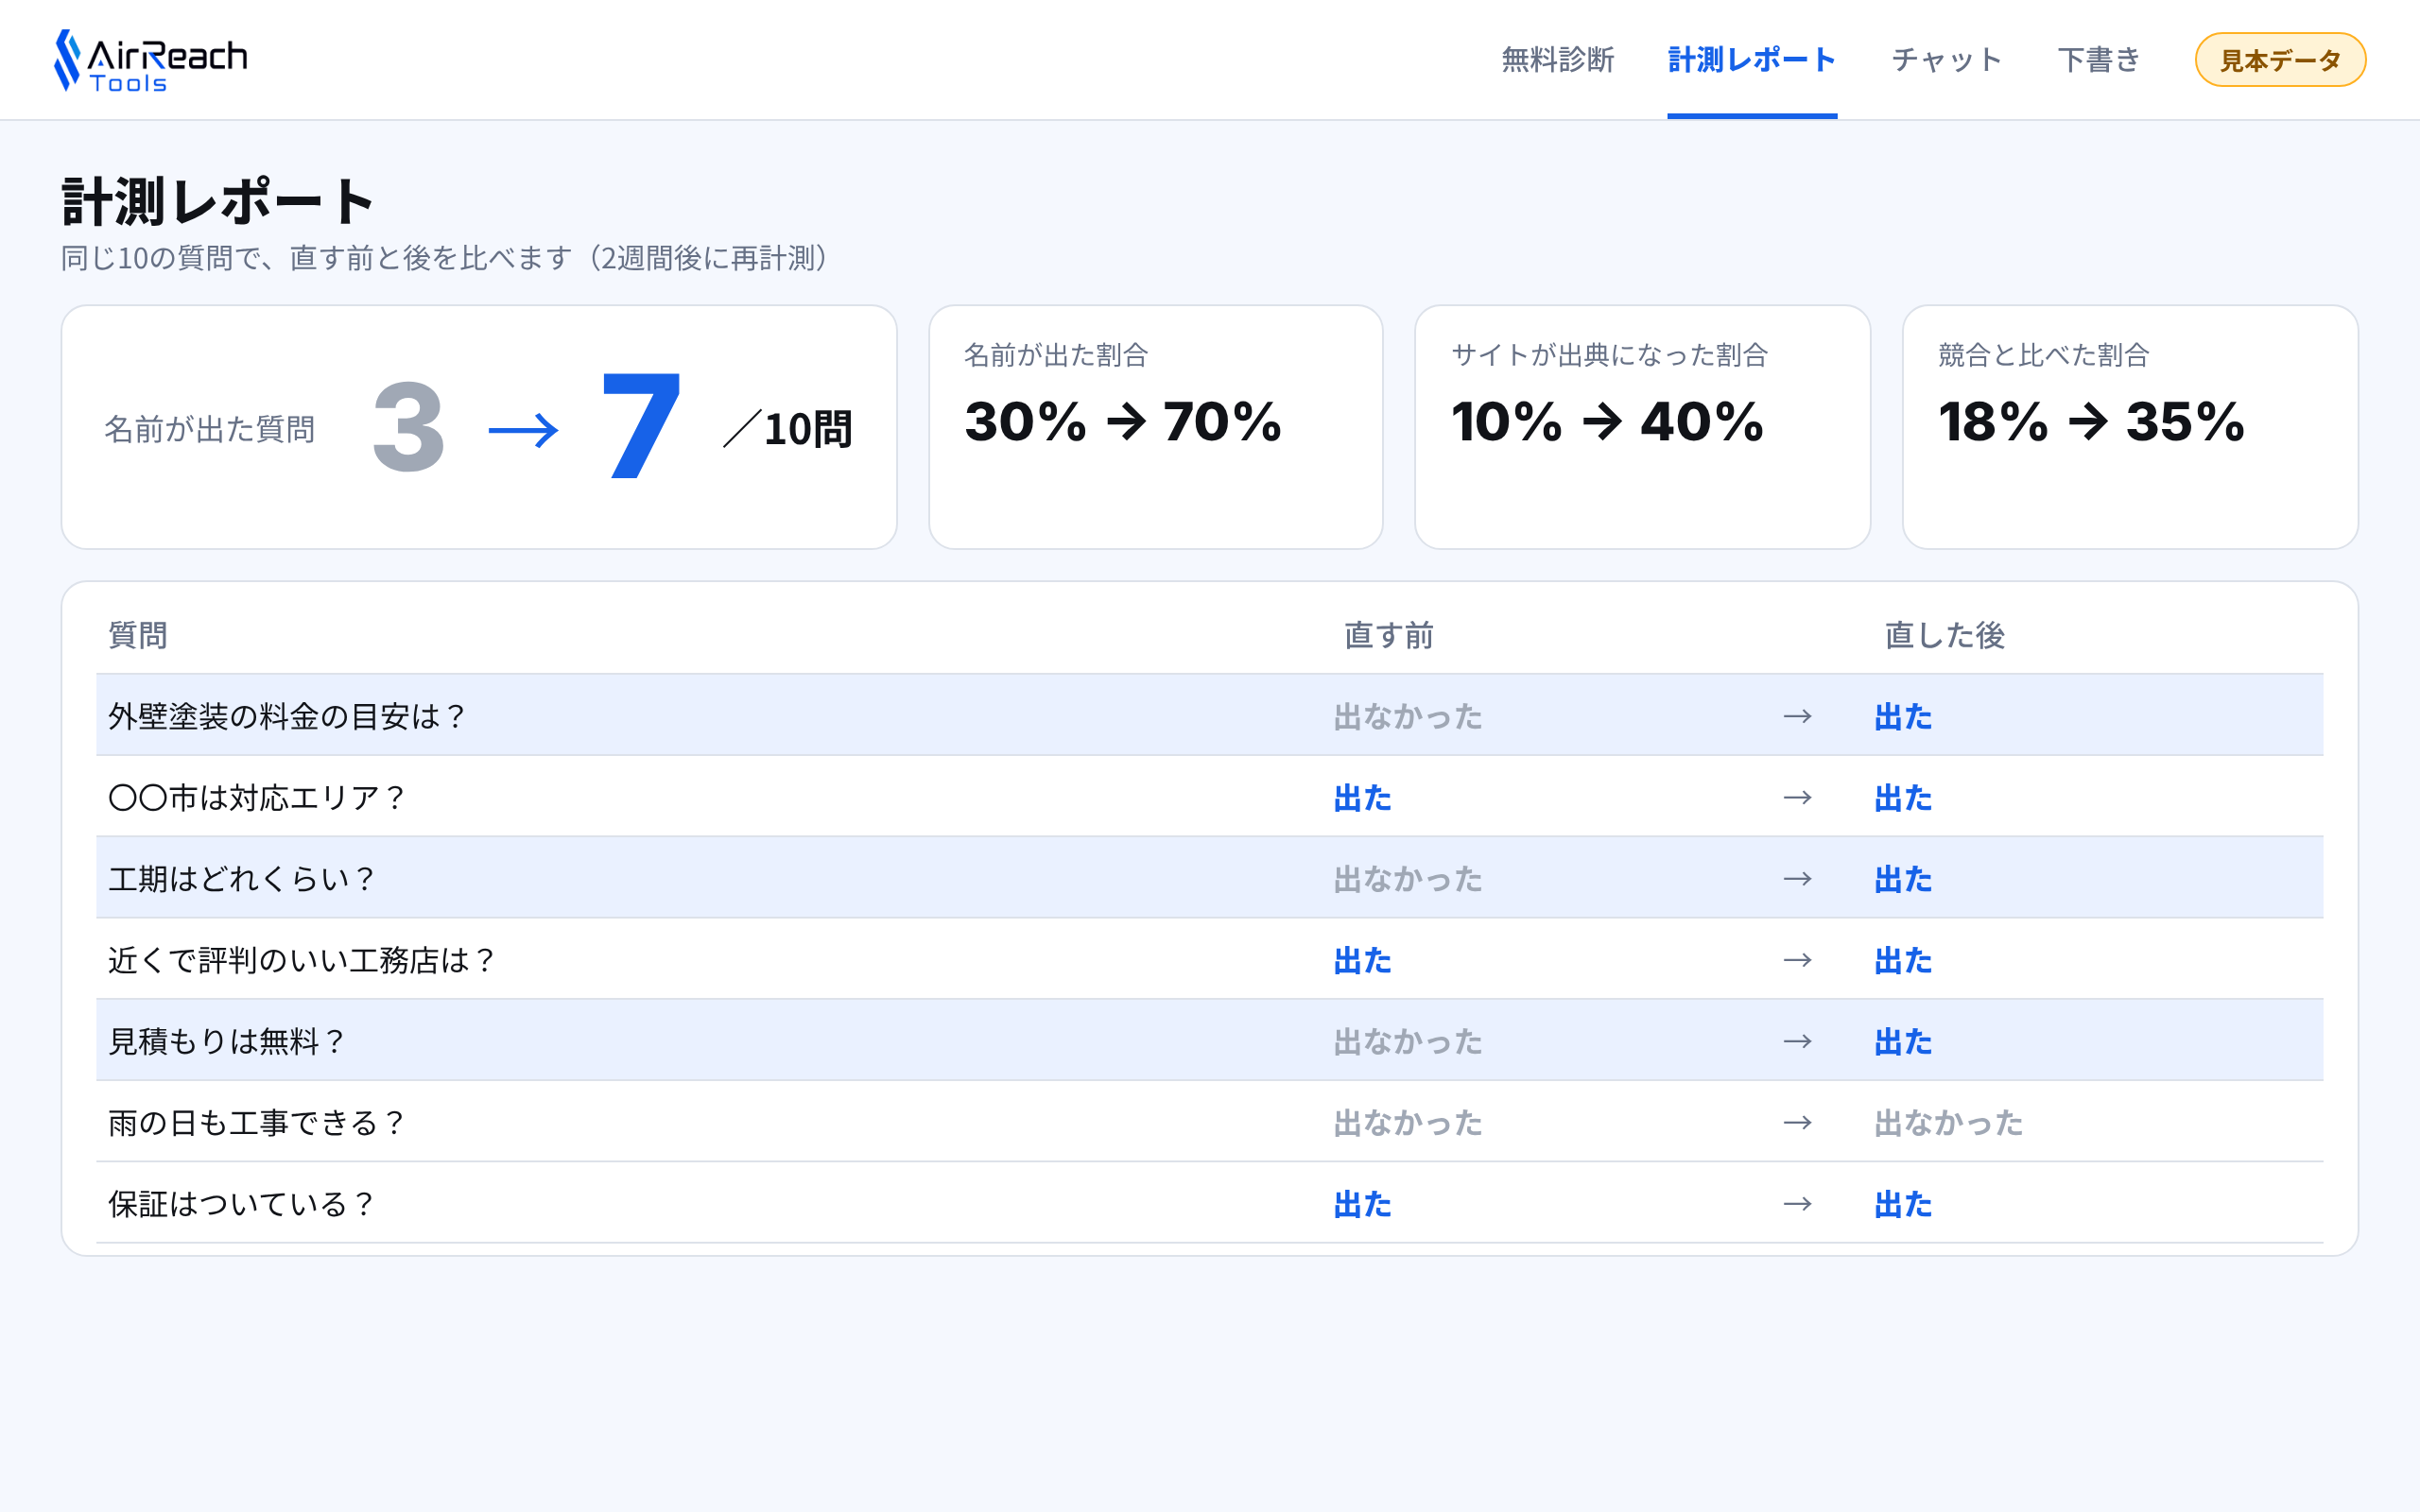 AirReach
Tools
無料診断
計測レポート
チャット
下書き
見本データ
計測レポート
同じ10の質問で、直す前と後を比べます（2週間後に再計測）
名前が出た質問 3 → 7 ／10問
名前が出た割合
30% → 70%
サイトが出典になった割合
10% → 40%
競合と比べた割合
18% → 35%
質問 直す前 直した後
外壁塗装の料金の目安は？ 出なかった → 出た
〇〇市は対応エリア？ 出た → 出た
工期はどれくらい？ 出なかった → 出た
近くで評判のいい工務店は？ 出た → 出た
見積もりは無料？ 出なかった → 出た
雨の日も工事できる？ 出なかった → 出なかった
保証はついている？ 出た → 出た